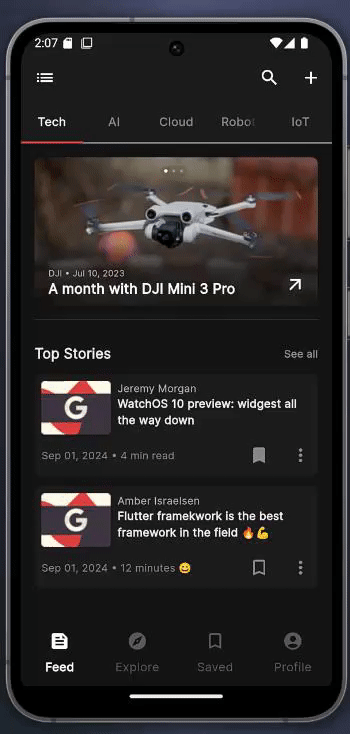 2:07
Tech AI Cloud Robot IoT
DJI • Jul 10, 2023
A month with DJI Mini 3 Pro
Top Stories See all
G
Jeremy Morgan
WatchOS 10 preview: widgest all
the way down
Sep 01, 2024 • 4 min read
G
Amber Israelsen
Flutter framekwork is the best
framework in the field 🔥💪
Sep 01, 2024 • 12 minutes 😀
Feed Explore Saved Profile